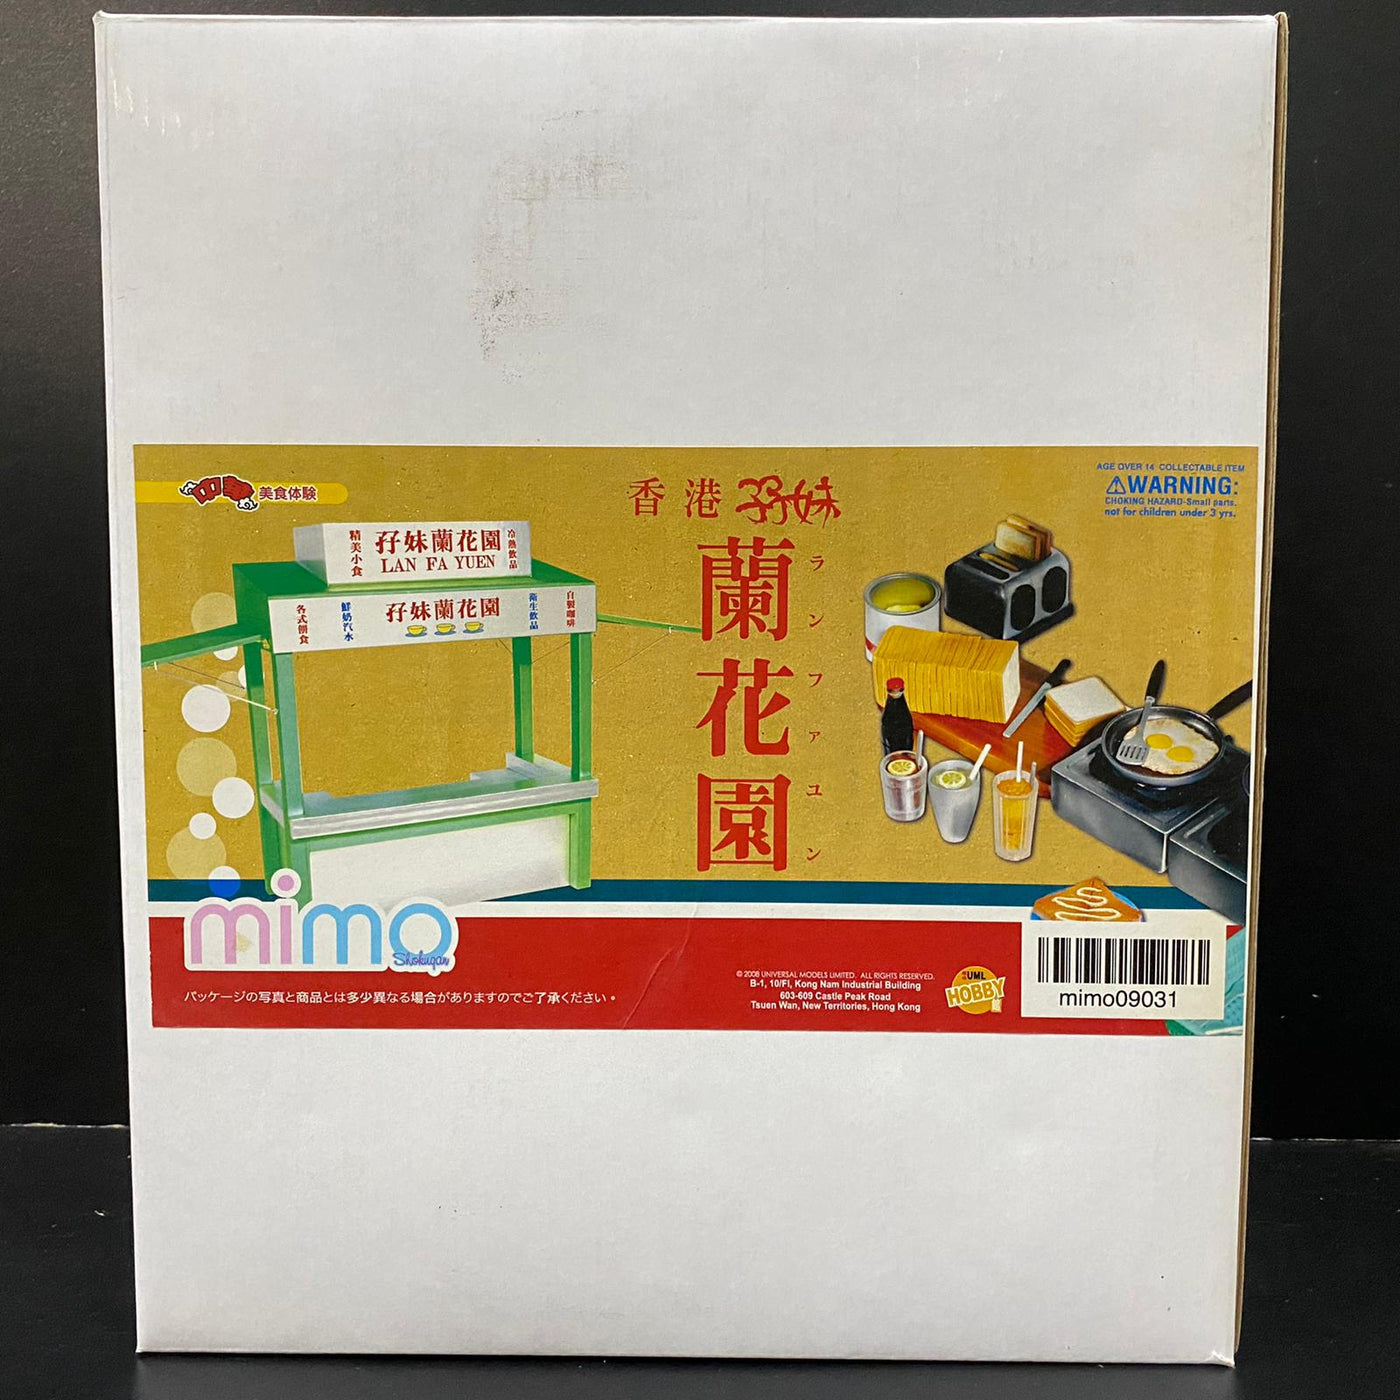 中華美食体験
香港孖妹
蘭花園
ランファユン
AGE OVER 14 COLLECTABLE ITEM
⚠WARNING:
CHOKING HAZARD-Small parts.
not for children under 3 yrs.
精美小食
孖妹蘭花園
LAN FA YUEN
冷熱飲品
各式餅食
鮮奶汽水
孖妹蘭花園
衛生飲品
自製咖啡
mimo
Shokugan
パッケージの写真と商品とは多少異なる場合がありますのでご了承ください。
© 2008 UNIVERSAL MODELS LIMITED. ALL RIGHTS RESERVED.
B-1, 10/Fl, Kong Nam Industrial Building
603-609 Castle Peak Road
Tsuen Wan, New Territories, Hong Kong
UML
HOBBY
mimo09031